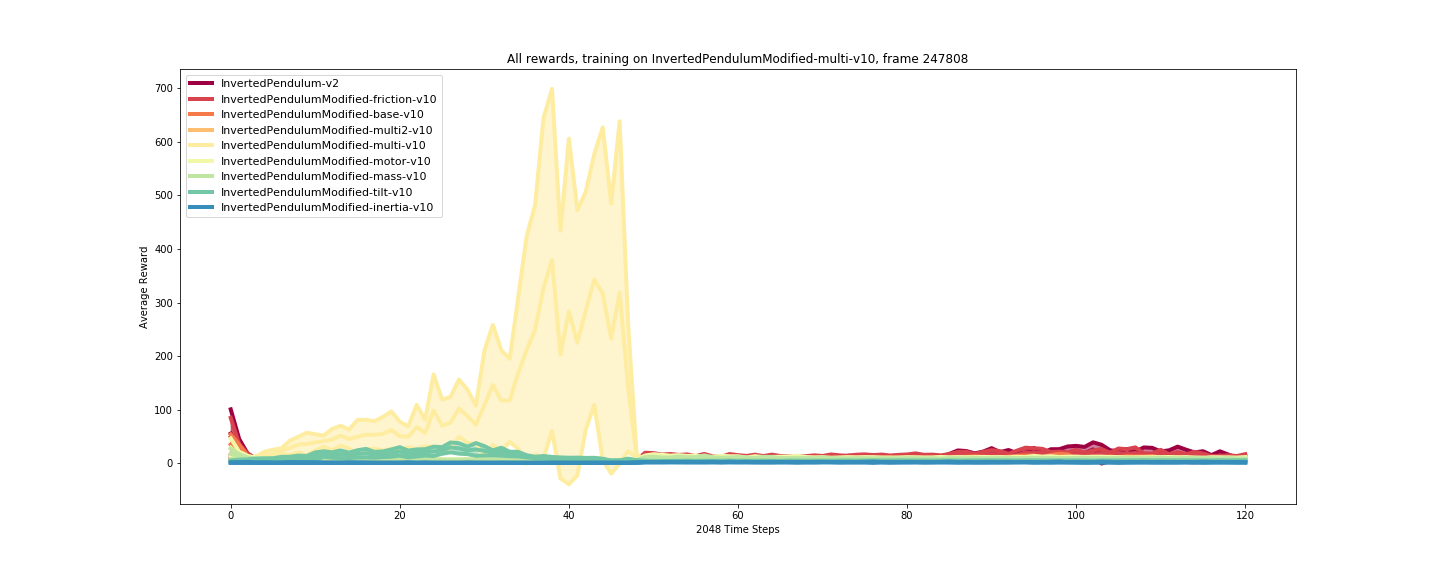 All rewards, training on InvertedPendulumModified-multi-v10, frame 247808
InvertedPendulum-v2
InvertedPendulumModified-friction-v10
InvertedPendulumModified-base-v10
InvertedPendulumModified-multi2-v10
InvertedPendulumModified-multi-v10
InvertedPendulumModified-motor-v10
InvertedPendulumModified-mass-v10
InvertedPendulumModified-tilt-v10
InvertedPendulumModified-inertia-v10
Average Reward
700
600
500
400
300
200
100
0
0 20 40 60 80 100 120
2048 Time Steps